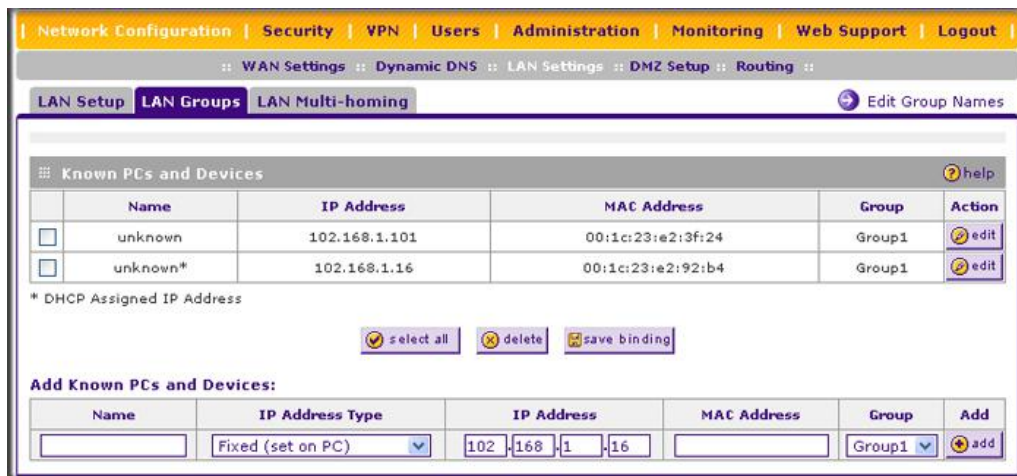 Network Configuration | Security | VPN | Users | Administration | Monitoring | Web Support | Logout
:: WAN Settings :: Dynamic DNS :: LAN Settings :: DMZ Setup :: Routing ::
LAN Setup LAN Groups LAN Multi-homing Edit Group Names
Known PCs and Devices help
Name IP Address MAC Address Group Action
unknown 102.168.1.101 00:1c:23:e2:3f:24 Group1 edit
unknown* 102.168.1.16 00:1c:23:e2:92:b4 Group1 edit
* DHCP Assigned IP Address
select all delete save binding
Add Known PCs and Devices:
Name IP Address Type IP Address MAC Address Group Add
Fixed (set on PC) 102 .168 .1 .16 Group1 add